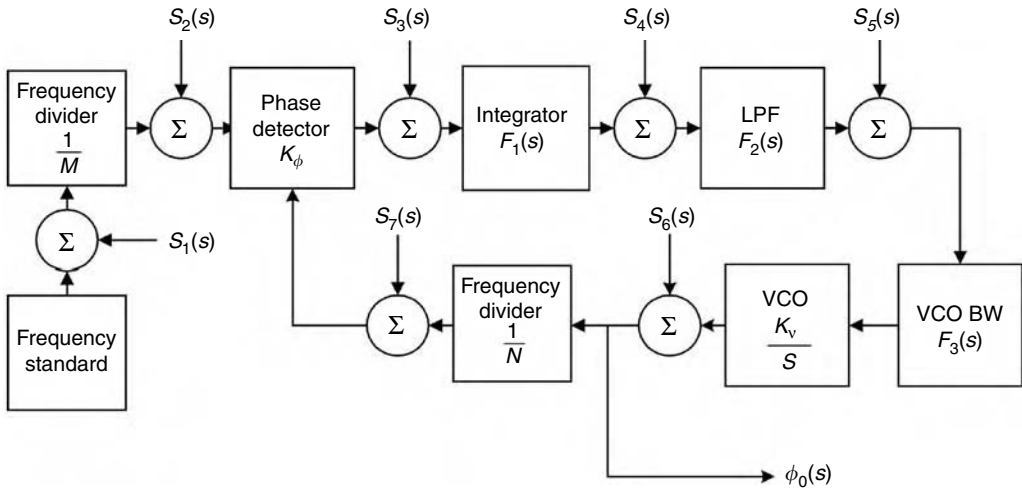 S₂(s)
S₃(s)
S₄(s)
S₅(s)
Frequency
divider
1
M
Σ
Phase
detector
Kϕ
Σ
Integrator
F₁(s)
Σ
LPF
F₂(s)
Σ
Σ
S₁(s)
S₇(s)
S₆(s)
Frequency
standard
Σ
Frequency
divider
1
N
Σ
VCO
Kᵥ
S
VCO BW
F₃(s)
ϕ₀(s)